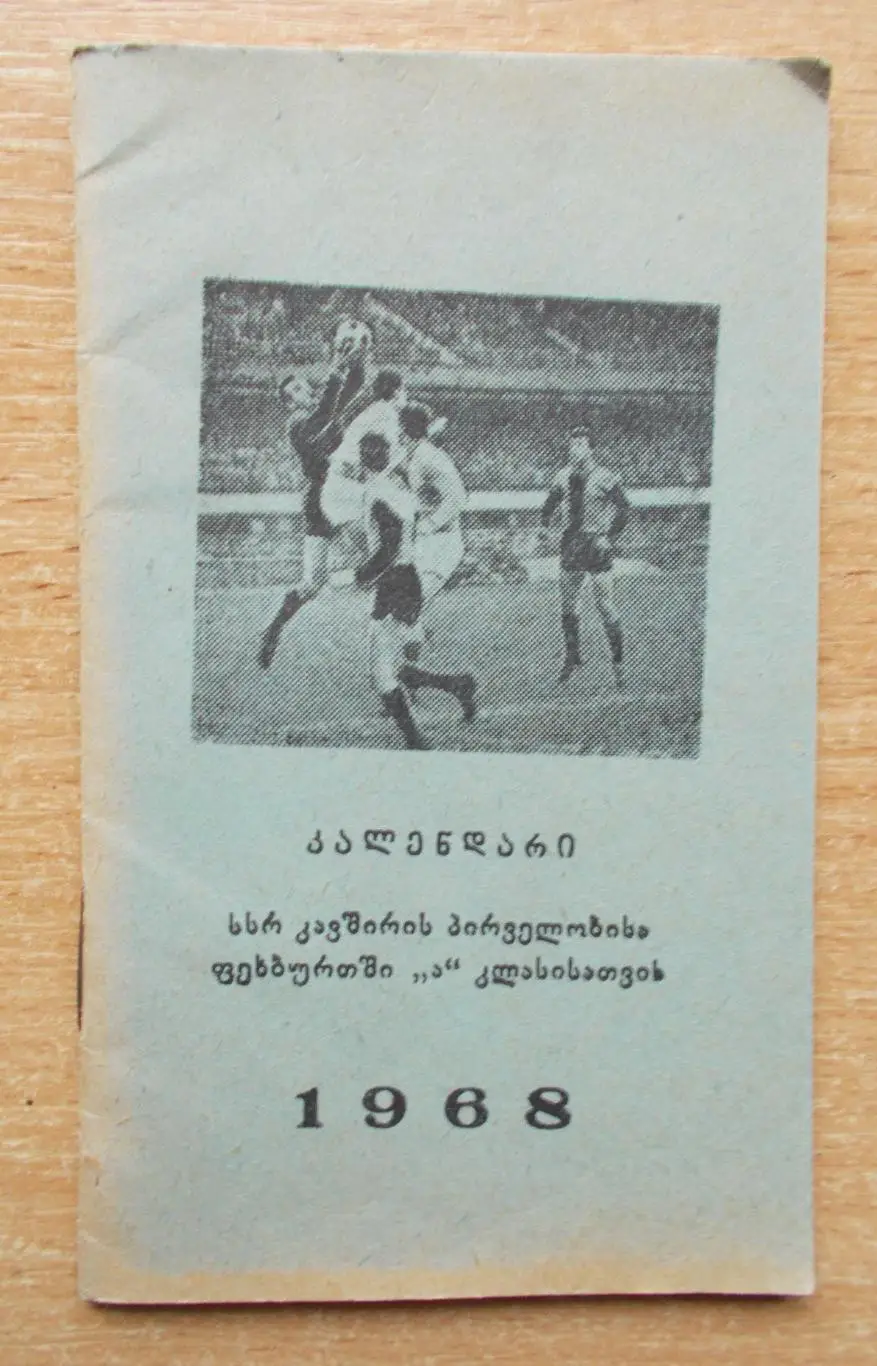 კალენდარი
სსრ კავშირის პირველობისა
ფეხბურთში „ა“ კლასისათვის
1968